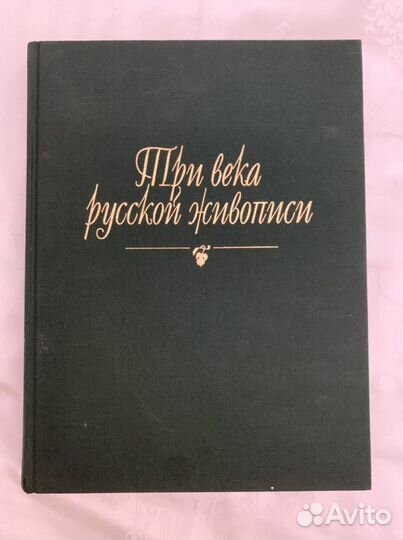 Три века
русской живописи
Avito